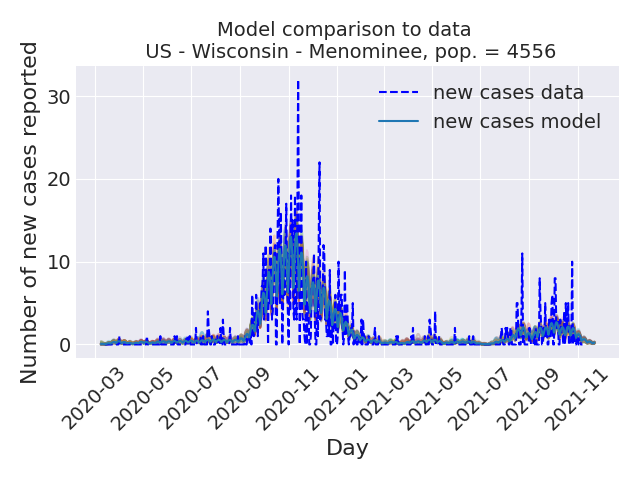 Model comparison to data
US - Wisconsin - Menominee, pop. = 4556
new cases data
new cases model
Number of new cases reported
30
20
10
0
2020-03
2020-05
2020-07
2020-09
2020-11
2021-01
2021-03
2021-05
2021-07
2021-09
2021-11
Day